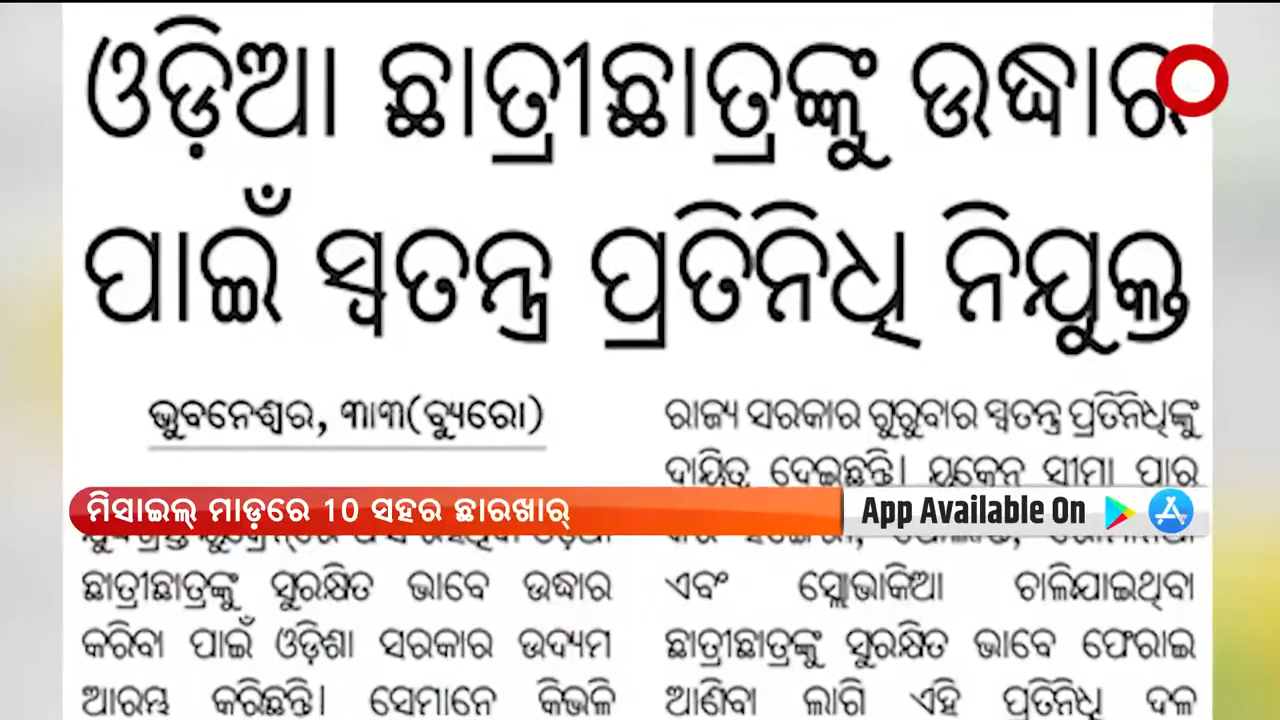 ଓଡ଼ିଆ ଛାତ୍ରୀଛାତ୍ରଙ୍କୁ ଉଦ୍ଧାର
ପାଇଁ ସ୍ୱତନ୍ତ୍ର ପ୍ରତିନିଧି ନିଯୁକ୍ତ
ଭୁବନେଶ୍ୱର, ୩ା୩(ବ୍ୟୁରୋ)
ଛାତ୍ରୀଛାତ୍ରଙ୍କୁ ସୁରକ୍ଷିତ ଭାବେ ଉଦ୍ଧାର
କରିବା ପାଇଁ ଓଡ଼ିଶା ସରକାର ଉଦ୍ୟମ
ଆରମ୍ଭ କରିଛନ୍ତି। ସେମାନେ କିଭଳି
ରାଜ୍ୟ ସରକାର ଗୁରୁବାର ସ୍ୱତନ୍ତ୍ର ପ୍ରତିନିଧିଙ୍କୁ
ଦାୟିତ୍ୱ ଦେଇଛନ୍ତି। ୟୁକ୍ରେନ ସୀମା ପାର
ଏବଂ ସ୍ଲୋଭାକିଆ ଚାଲିଯାଇଥିବା
ଛାତ୍ରୀଛାତ୍ରଙ୍କୁ ସୁରକ୍ଷିତ ଭାବେ ଫେରାଇ
ଆଣିବା ଲାଗି ଏହି ପ୍ରତିନିଧି ଦଳ
ମିସାଇଲ୍ ମାଡ଼ରେ 10 ସହର ଛାରଖାର୍
App Available On